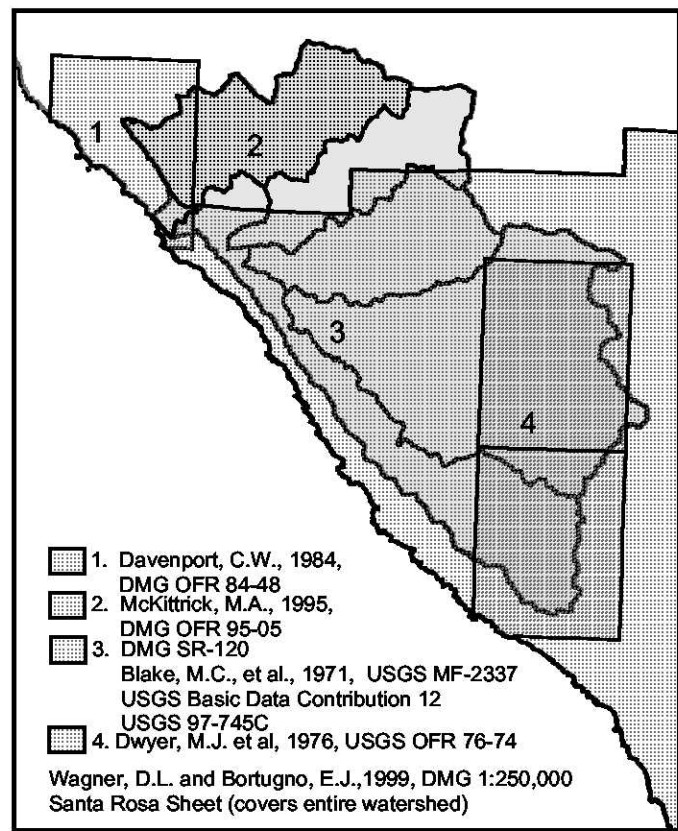 1
2
3
4
1. Davenport, C.W., 1984,
DMG OFR 84-48
2. McKittrick, M.A., 1995,
DMG OFR 95-05
3. DMG SR-120
Blake, M.C., et al., 1971, USGS MF-2337
USGS Basic Data Contribution 12
USGS 97-745C
4. Dwyer, M.J. et al, 1976, USGS OFR 76-74
Wagner, D.L. and Bortugno, E.J.,1999, DMG 1:250,000
Santa Rosa Sheet (covers entire watershed)